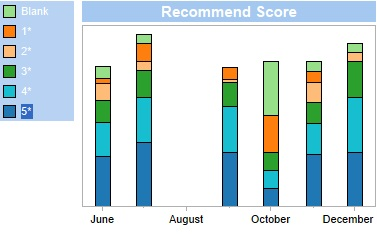 Recommend Score
Blank
1*
2*
3*
4*
5*
June August October December